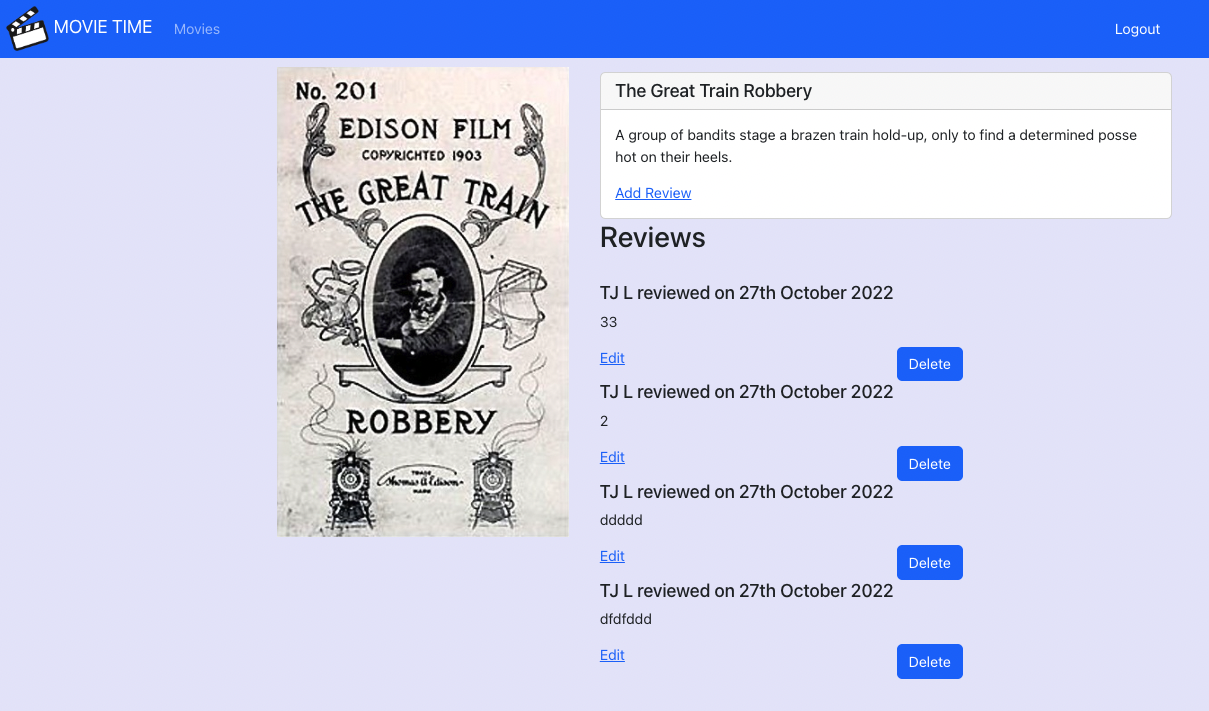 MOVIE TIME
Movies
Logout
No. 201
EDISON FILM
COPYRIGHTED 1903
THE GREAT TRAIN
ROBBERY
TRADE
Thomas A Edison
MARK
The Great Train Robbery
A group of bandits stage a brazen train hold-up, only to find a determined posse
hot on their heels.
Add Review
Reviews
TJ L reviewed on 27th October 2022
33
Edit
Delete
TJ L reviewed on 27th October 2022
2
Edit
Delete
TJ L reviewed on 27th October 2022
ddddd
Edit
Delete
TJ L reviewed on 27th October 2022
dfdfddd
Edit
Delete